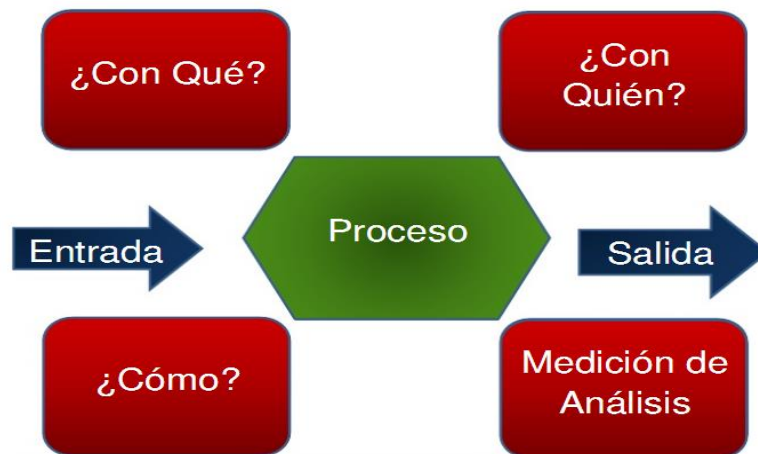 ¿Con Qué?
¿Con
Quién?
Entrada
Proceso
Salida
¿Cómo?
Medición de
Análisis